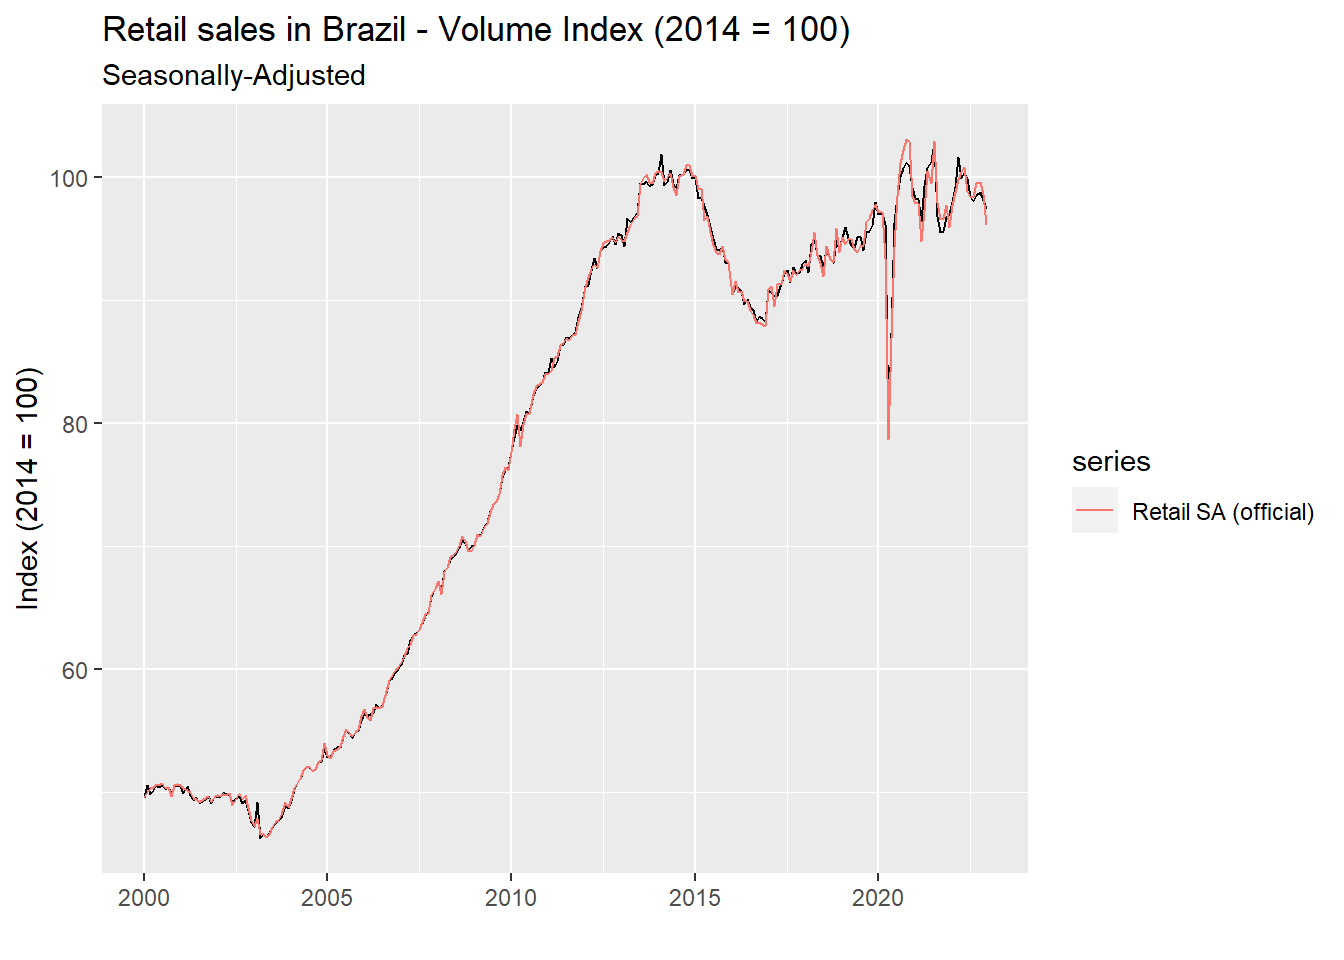 Retail sales in Brazil - Volume Index (2014 = 100)
Seasonally-Adjusted
Index (2014 = 100)
100
80
60
2000
2005
2010
2015
2020
series
Retail SA (official)